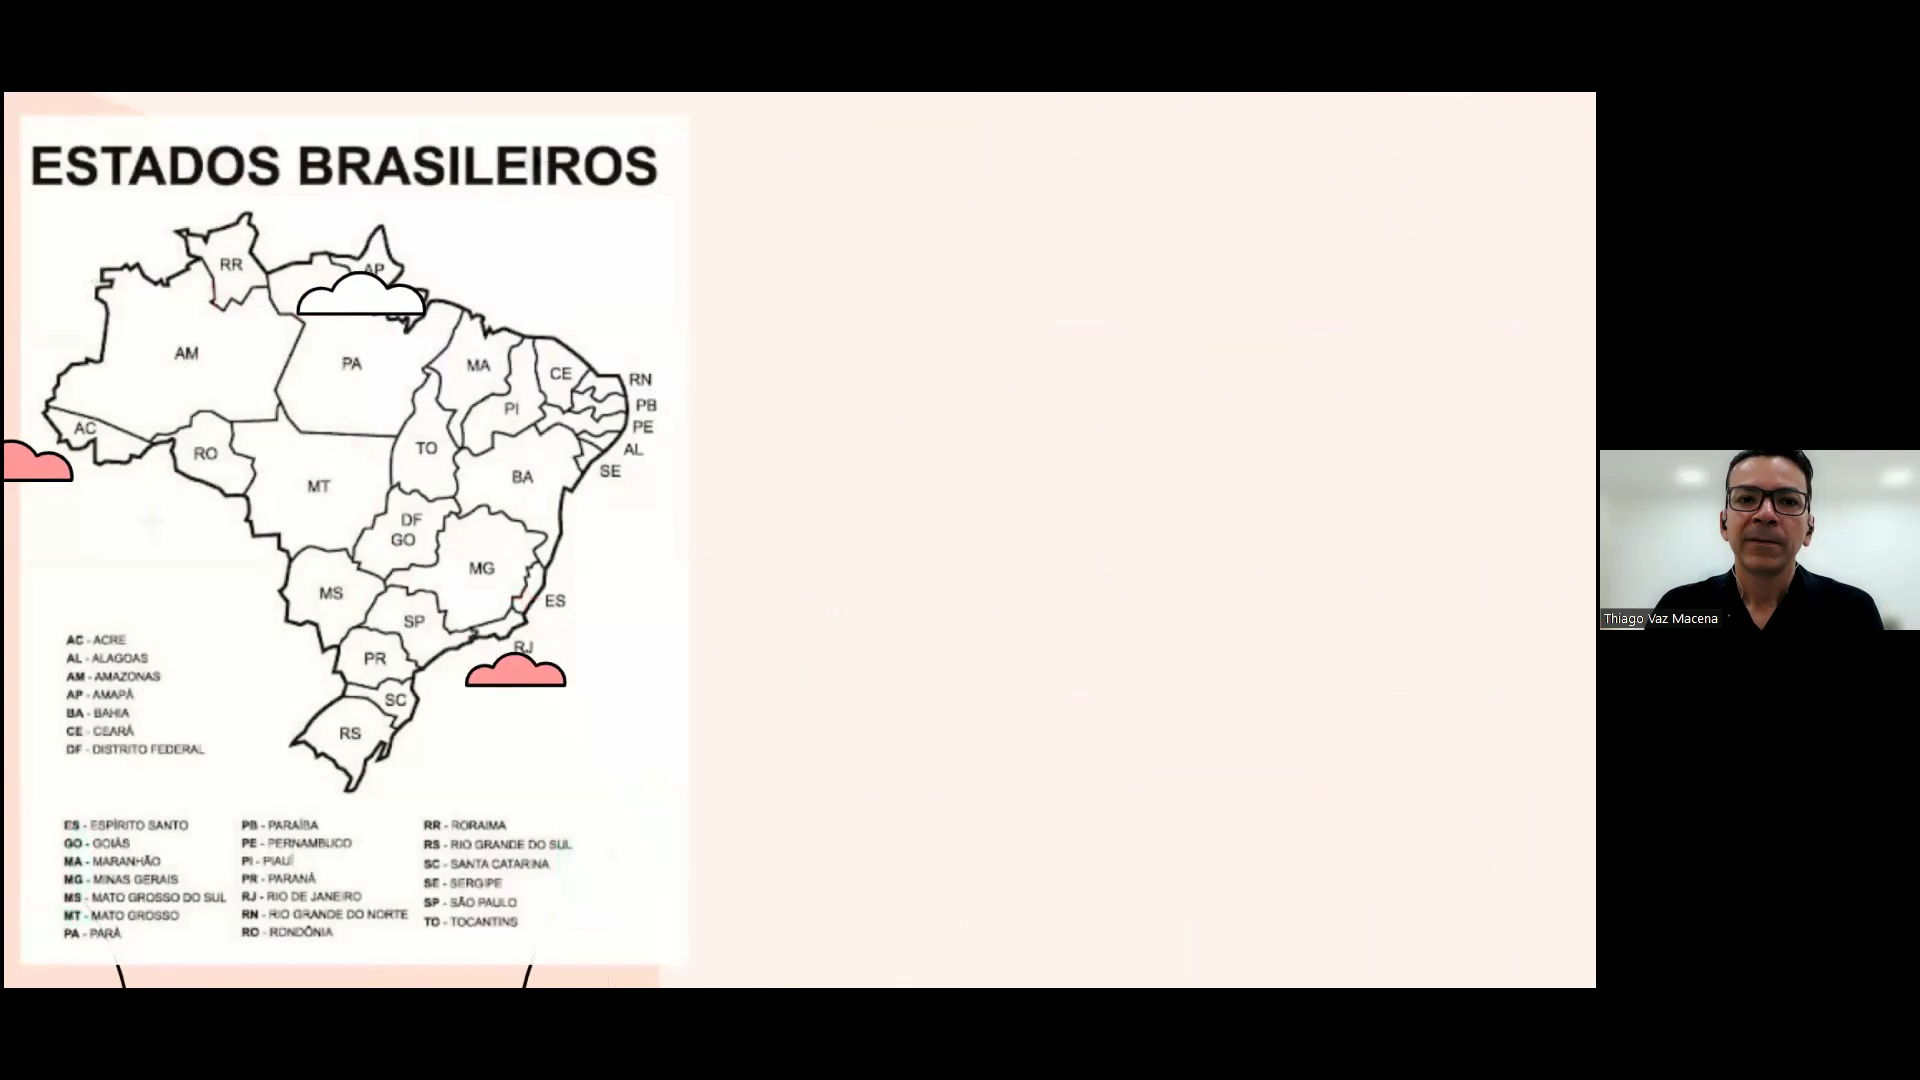 ESTADOS BRASILEIROS
RR
AP
AM
PA
MA
CE
RN
PB
PI
PE
AC
AL
RO
TO
SE
BA
MT
DF
GO
MG
MS
ES
SP
RJ
PR
SC
RS
AC - ACRE
AL - ALAGOAS
AM - AMAZONAS
AP - AMAPÁ
BA - BAHIA
CE - CEARÁ
DF - DISTRITO FEDERAL
ES - ESPÍRITO SANTO
GO - GOIÁS
MA - MARANHÃO
MG - MINAS GERAIS
MS - MATO GROSSO DO SUL
MT - MATO GROSSO
PA - PARÁ
PB - PARAÍBA
PE - PERNAMBUCO
PI - PIAUÍ
PR - PARANÁ
RJ - RIO DE JANEIRO
RN - RIO GRANDE DO NORTE
RO - RONDÔNIA
RR - RORAIMA
RS - RIO GRANDE DO SUL
SC - SANTA CATARINA
SE - SERGIPE
SP - SÃO PAULO
TO - TOCANTINS
Thiago Vaz Macena